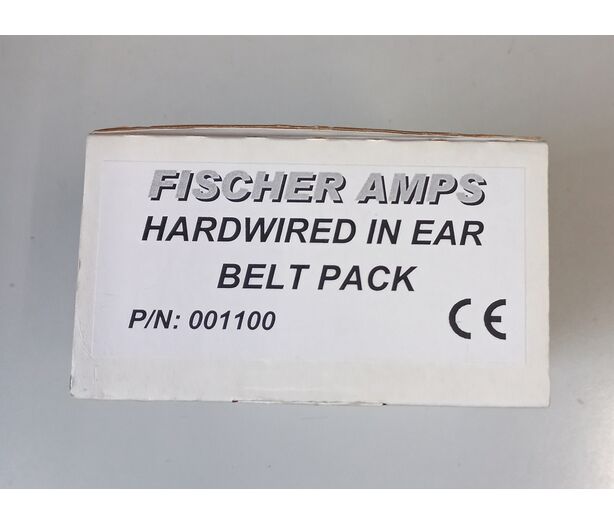 FISCHER AMPS
HARDWIRED IN EAR
BELT PACK
P/N: 001100
CE